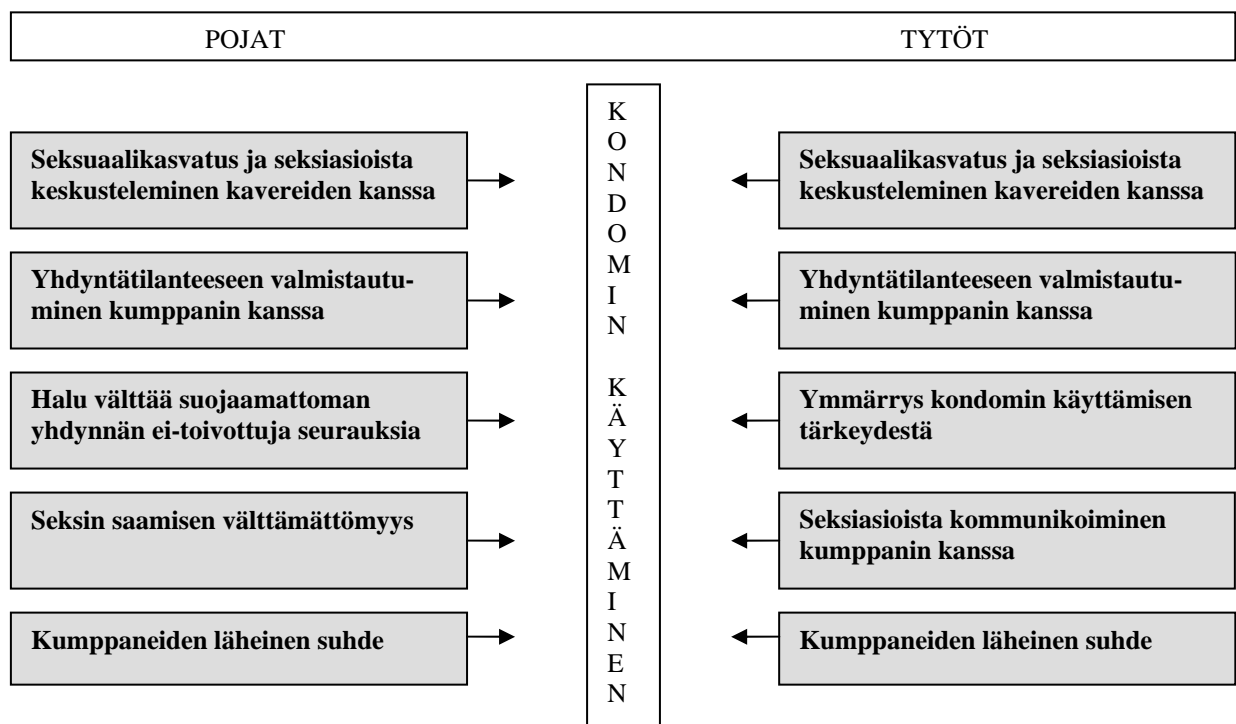 POJAT TYTÖT
KONDOMIN KÄYTTÄMINEN
Seksuaalikasvatus ja seksiasioista
keskusteleminen kavereiden kanssa
Yhdyntätilanteeseen valmistautu-
minen kumppanin kanssa
Halu välttää suojaamattoman
yhdynnän ei-toivottuja seurauksia
Seksin saamisen välttämättömyys
Kumppaneiden läheinen suhde
Seksuaalikasvatus ja seksiasioista
keskusteleminen kavereiden kanssa
Yhdyntätilanteeseen valmistautu-
minen kumppanin kanssa
Ymmärrys kondomin käyttämisen
tärkeydestä
Seksiasioista kommunikoiminen
kumppanin kanssa
Kumppaneiden läheinen suhde